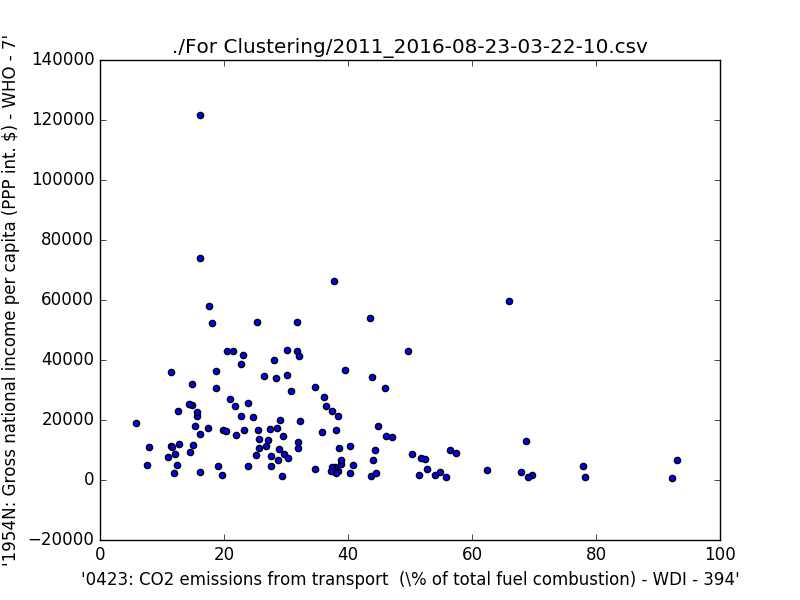 ./For Clustering/2011_2016-08-23-03-22-10.csv
'1954N: Gross national income per capita (PPP int. $) - WHO - 7'
140000
120000
100000
80000
60000
40000
20000
0
−20000
0 20 40 60 80 100
'0423: CO2 emissions from transport  (\% of total fuel combustion) - WDI - 394'